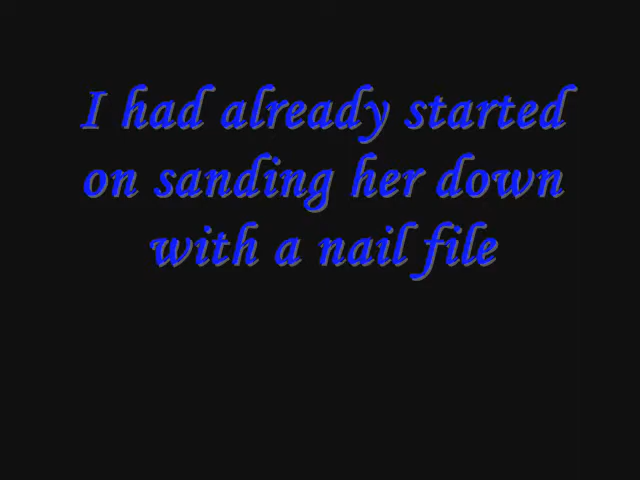 I had already started
on sanding her down
with a nail file